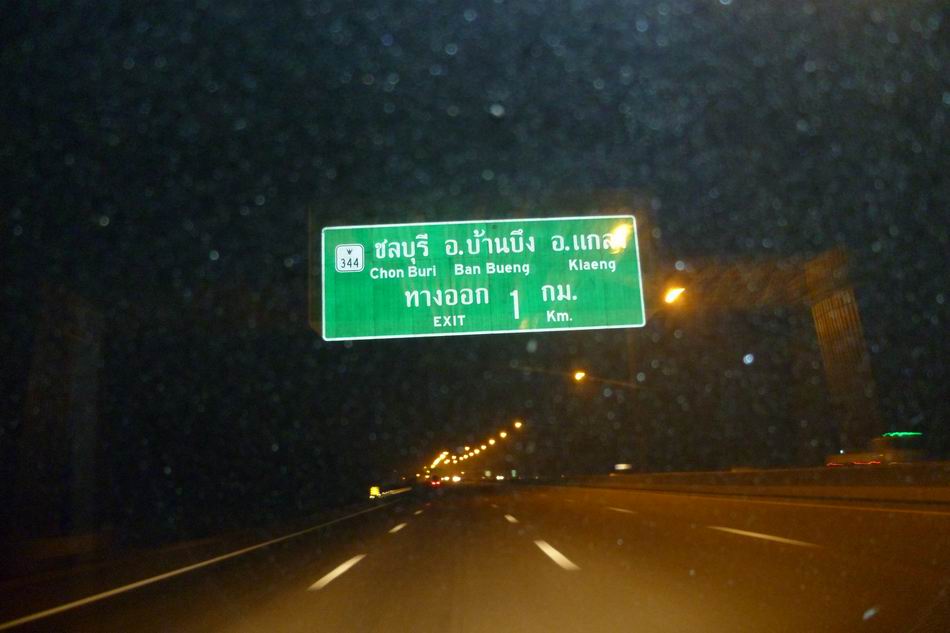 344
ชลบุรี อ.บ้านบึง อ.แกลง
Chon Buri Ban Bueng Klaeng
ทางออก 1 กม.
EXIT Km.